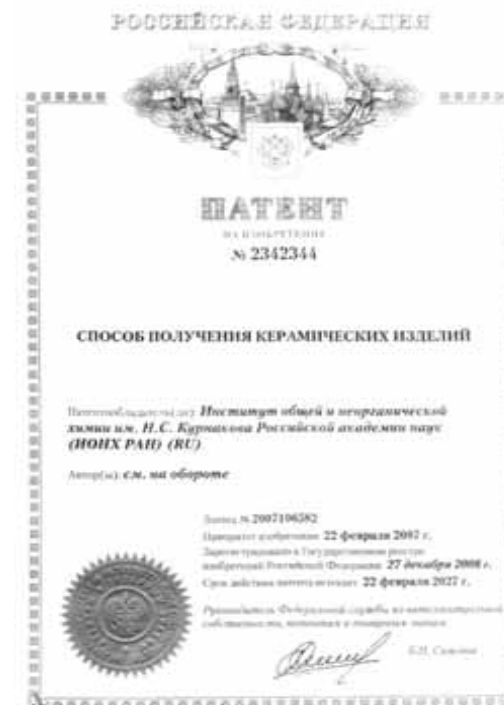 РОССИЙСКАЯ ФЕДЕРАЦИЯ
ПАТЕНТ
НА ИЗОБРЕТЕНИЕ
№ 2342344
СПОСОБ ПОЛУЧЕНИЯ КЕРАМИЧЕСКИХ ИЗДЕЛИЙ
Патентообладатель(ли): Институт общей и неорганической
химии им. Н.С. Курнакова Российской академии наук
(ИОНХ РАН) (RU)
Автор(ы): см. на обороте
Заявка № 2007106582
Приоритет изобретения 22 февраля 2007 г.
Зарегистрировано в Государственном реестре
изобретений Российской Федерации 27 декабря 2008 г.
Срок действия патента истекает 22 февраля 2027 г.
Руководитель Федеральной службы по интеллектуальной
собственности, патентам и товарным знакам
Б.П. Симонов